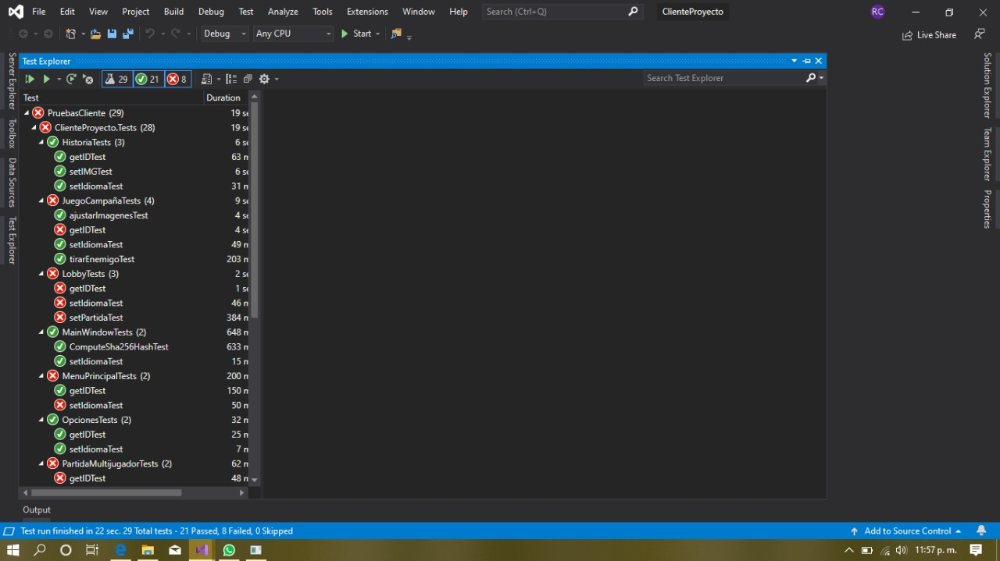 File Edit View Project Build Debug Test Analyze Tools Extensions Window Help Search (Ctrl+Q) ClienteProyecto RC
Debug Any CPU Start Live Share
Server Explorer
Toolbox
Data Sources
Test Explorer
Test Explorer
29 21 8 Search Test Explorer
Test Duration
PruebasCliente (29) 19 se
ClienteProyecto.Tests (28) 19 se
HistoriaTests (3) 6 se
getIDTest 63 m
setIMGTest 6 se
setIdiomaTest 31 m
JuegoCampañaTests (4) 9 se
ajustarImagenesTest 4 se
getIDTest 4 se
setIdiomaTest 49 m
tirarEnemigoTest 203 m
LobbyTests (3) 2 se
getIDTest 1 se
setIdiomaTest 46 m
setPartidaTest 384 m
MainWindowTests (2) 648 m
ComputeSha256HashTest 633 m
setIdiomaTest 15 m
MenuPrincipalTests (2) 200 m
getIDTest 150 m
setIdiomaTest 50 m
OpcionesTests (2) 32 m
getIDTest 25 m
setIdiomaTest 7 m
PartidaMultijugadorTests (2) 62 m
getIDTest 48 m
Solution Explorer
Team Explorer
Properties
Output
Test run finished in 22 sec. 29 Total tests - 21 Passed, 8 Failed, 0 Skipped Add to Source Control
11:57 p. m.